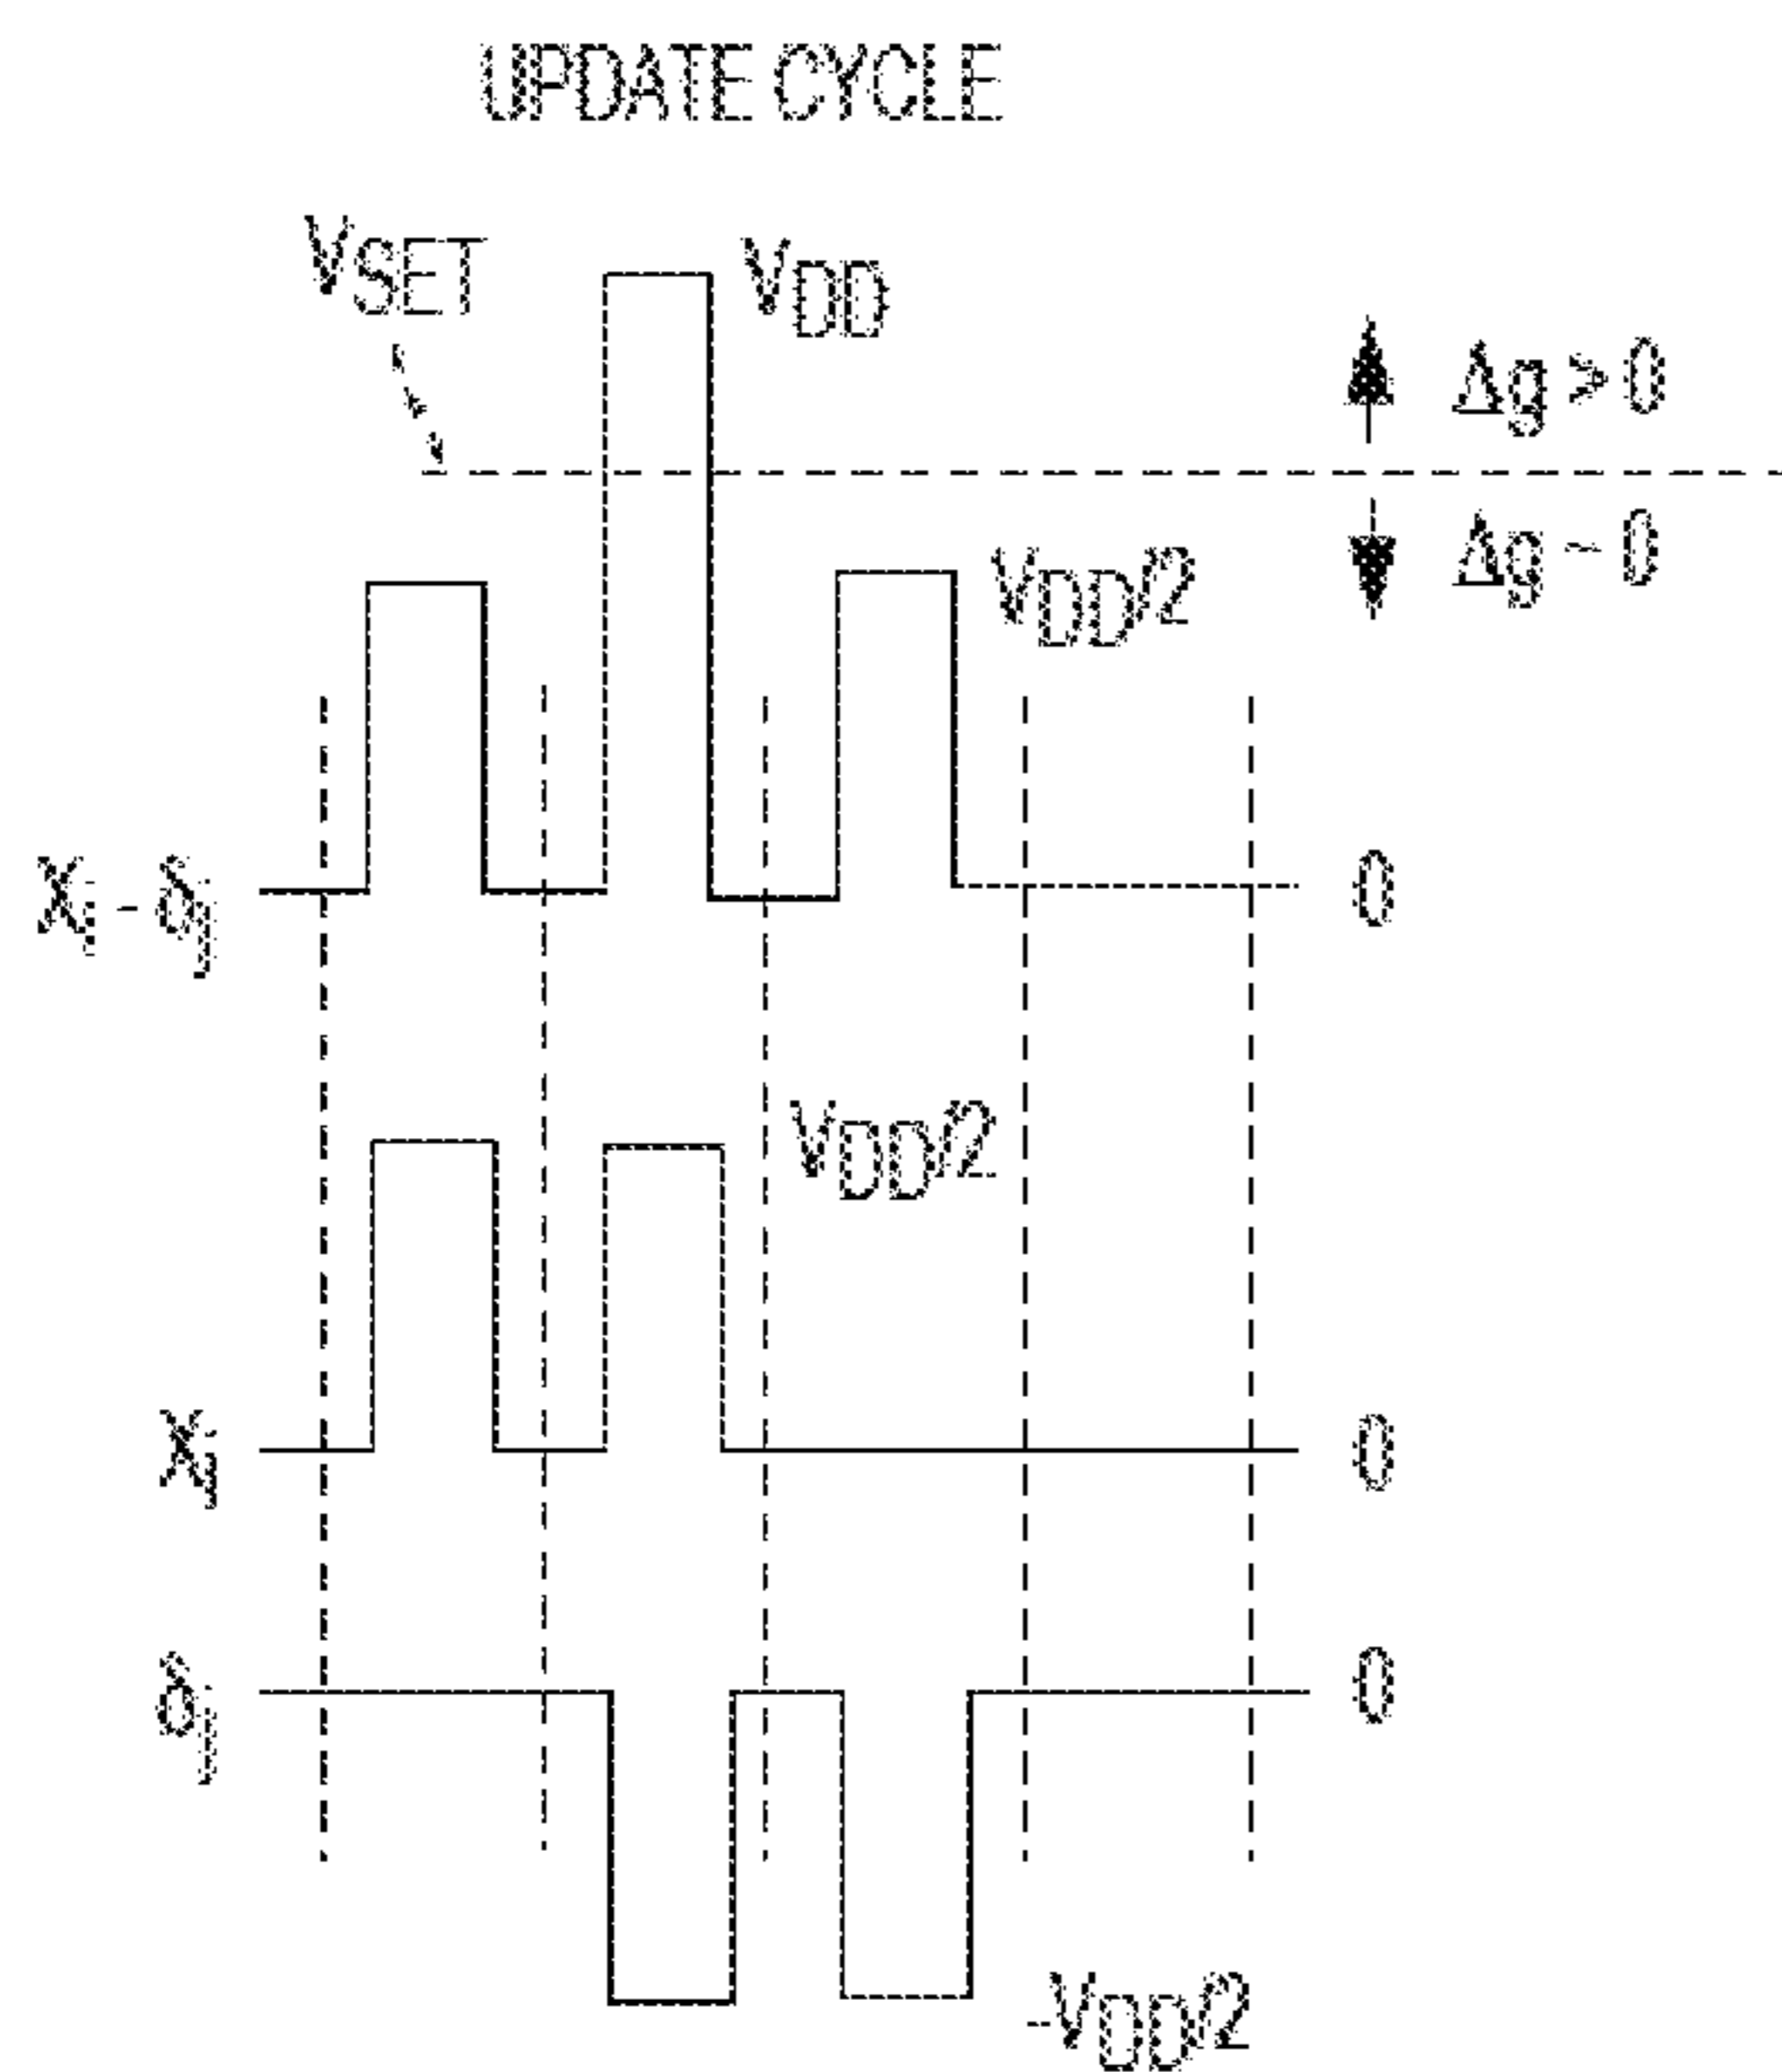 UPDATE CYCLE
VSET
VDD
Δg > 0
Δg ~ 0
VDD/2
Xi - δj
0
VDD/2
Xj
0
δj
0
-VDD/2